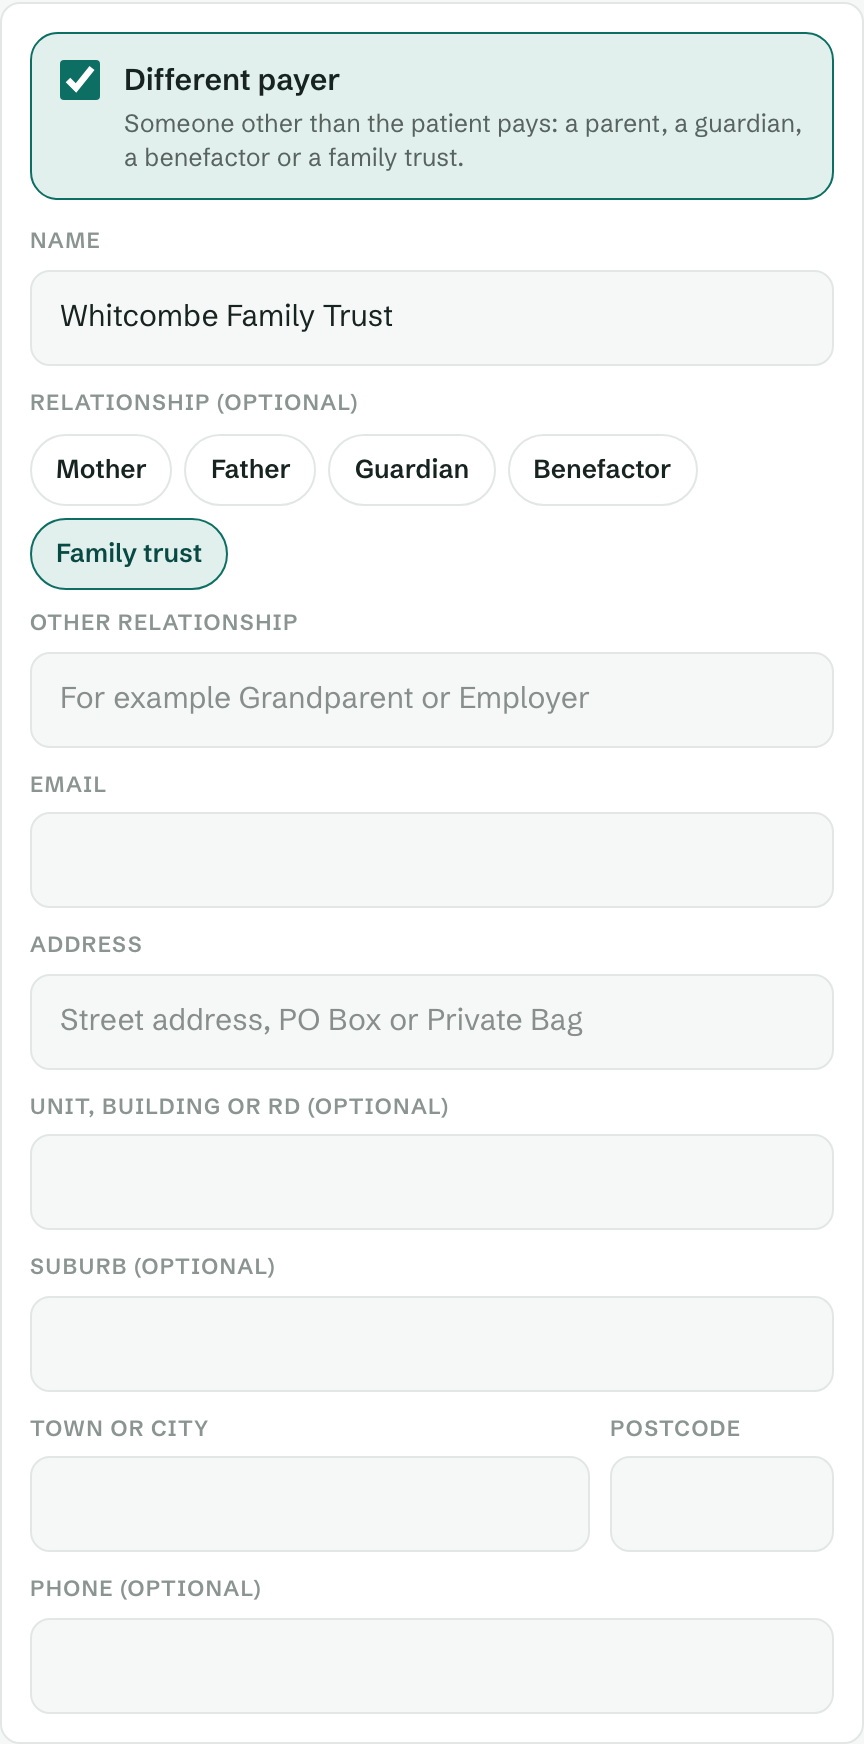 Different payer
Someone other than the patient pays: a parent, a guardian,
a benefactor or a family trust.
NAME
Whitcombe Family Trust
RELATIONSHIP (OPTIONAL)
Mother
Father
Guardian
Benefactor
Family trust
OTHER RELATIONSHIP
For example Grandparent or Employer
EMAIL
ADDRESS
Street address, PO Box or Private Bag
UNIT, BUILDING OR RD (OPTIONAL)
SUBURB (OPTIONAL)
TOWN OR CITY
POSTCODE
PHONE (OPTIONAL)